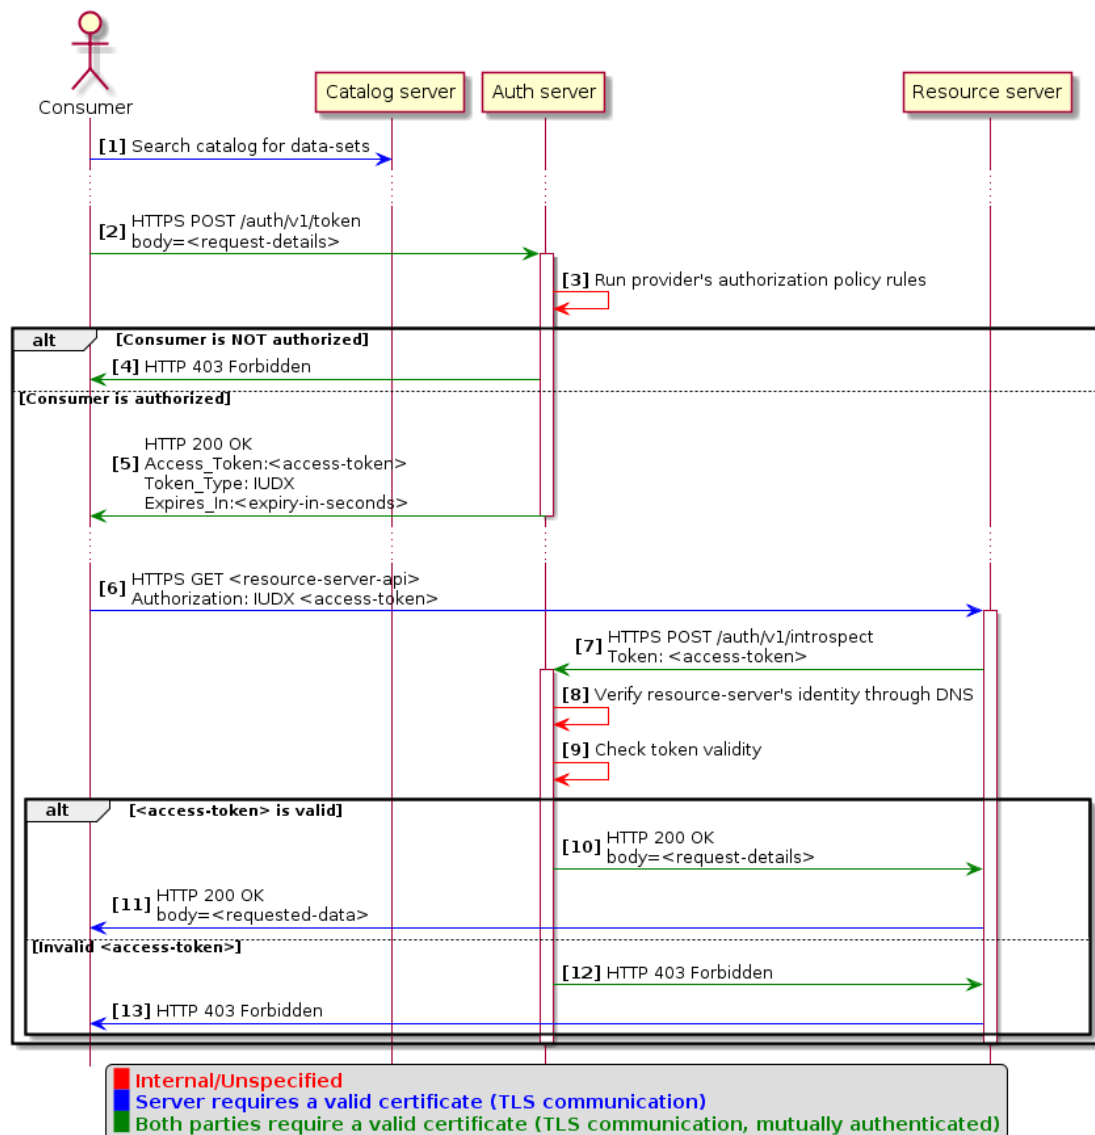 Consumer
Catalog server
Auth server
Resource server
[1] Search catalog for data-sets
HTTPS POST /auth/v1/token
[2]
body=<request-details>
[3] Run provider's authorization policy rules
alt [Consumer is NOT authorized]
[4] HTTP 403 Forbidden
[Consumer is authorized]
HTTP 200 OK
[5] Access_Token:<access-token>
Token_Type: IUDX
Expires_In:<expiry-in-seconds>
HTTPS GET <resource-server-api>
[6]
Authorization: IUDX <access-token>
HTTPS POST /auth/v1/introspect
[7]
Token: <access-token>
[8] Verify resource-server's identity through DNS
[9] Check token validity
alt [<access-token> is valid]
HTTP 200 OK
[10]
body=<request-details>
HTTP 200 OK
[11]
body=<requested-data>
[Invalid <access-token>]
[12] HTTP 403 Forbidden
[13] HTTP 403 Forbidden
Internal/Unspecified
Server requires a valid certificate (TLS communication)
Both parties require a valid certificate (TLS communication, mutually authenticated)